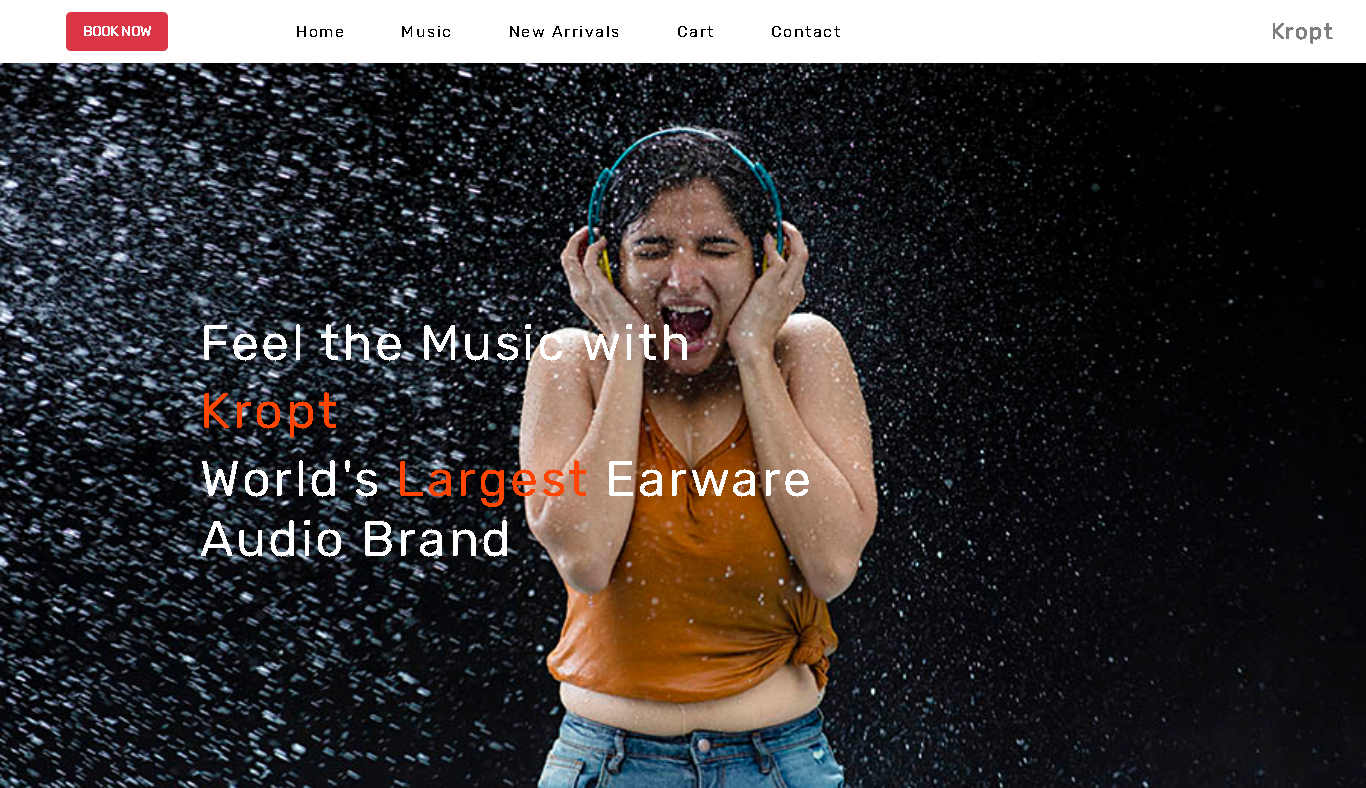 BOOK NOW
Home
Music
New Arrivals
Cart
Contact
Kropt
Feel the Music with
Kropt
World's Largest Earware
Audio Brand